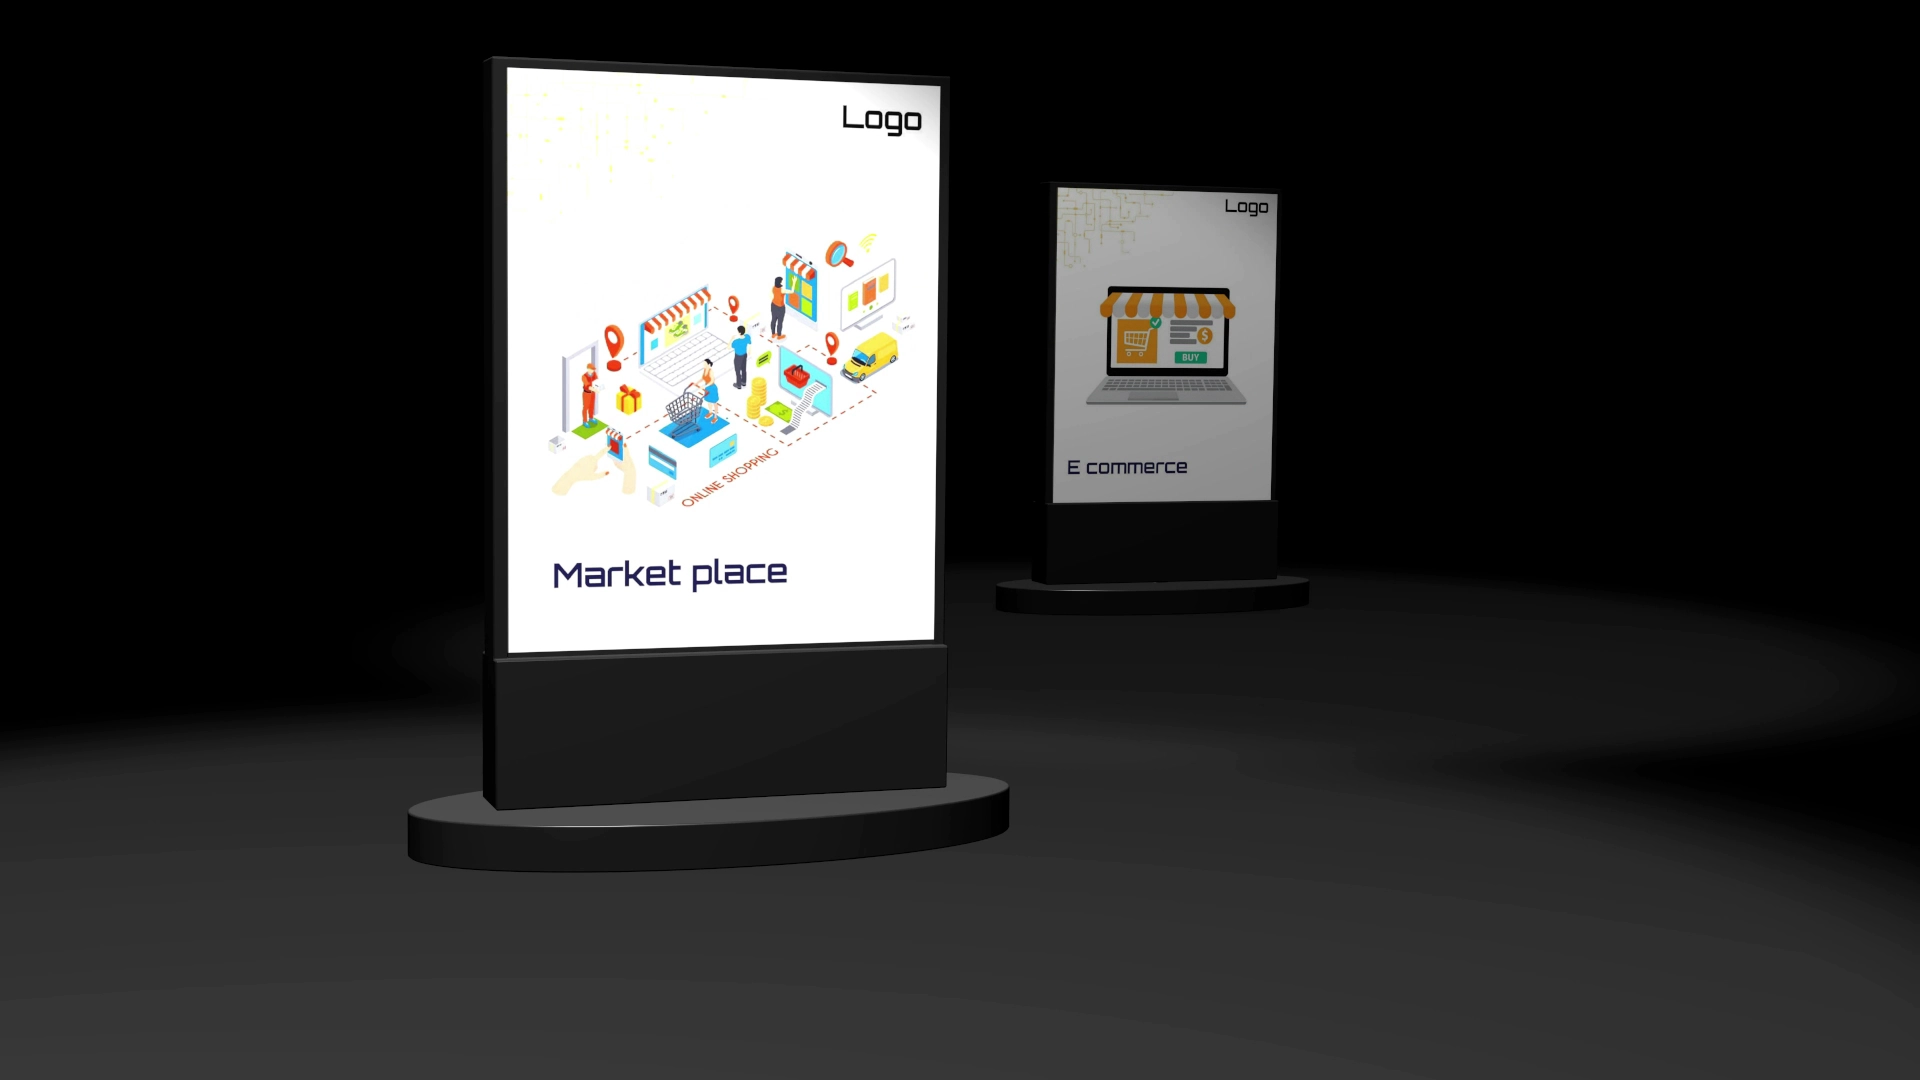 Logo
ONLINE SHOPPING
Market place
Logo
BUY
E commerce